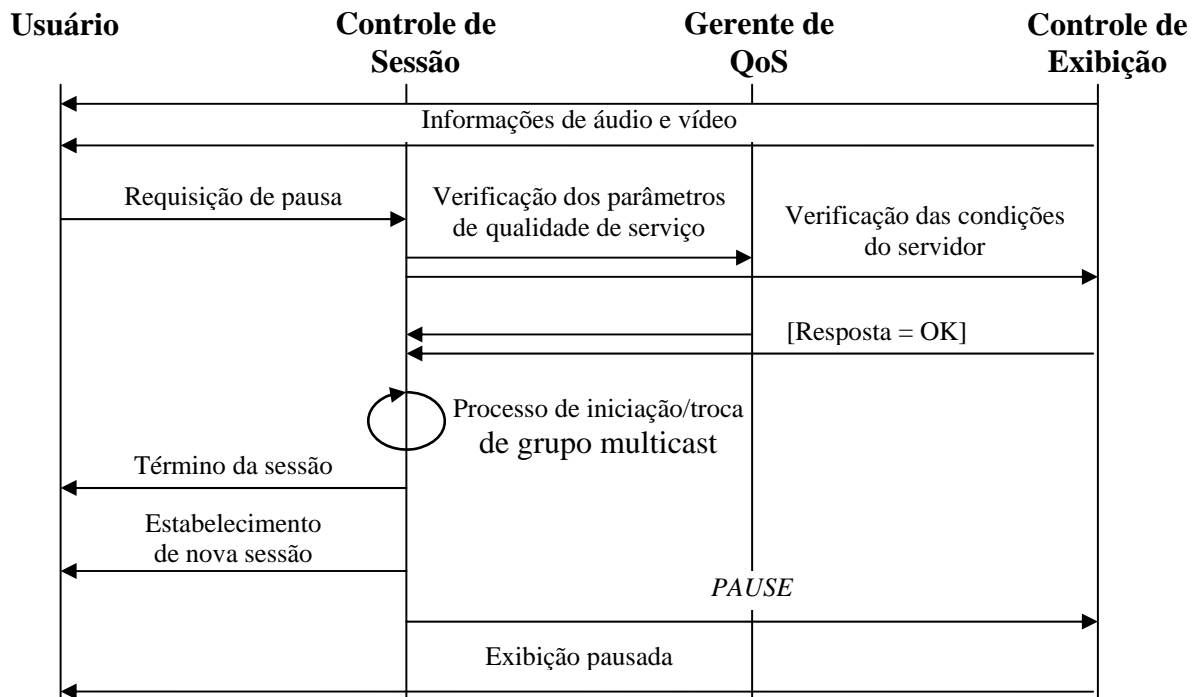 Usuário
Controle de
Sessão
Gerente de
QoS
Controle de
Exibição
Informações de áudio e vídeo
Requisição de pausa
Verificação dos parâmetros
de qualidade de serviço
Verificação das condições
do servidor
[Resposta = OK]
Processo de iniciação/troca
de grupo multicast
Término da sessão
Estabelecimento
de nova sessão
PAUSE
Exibição pausada